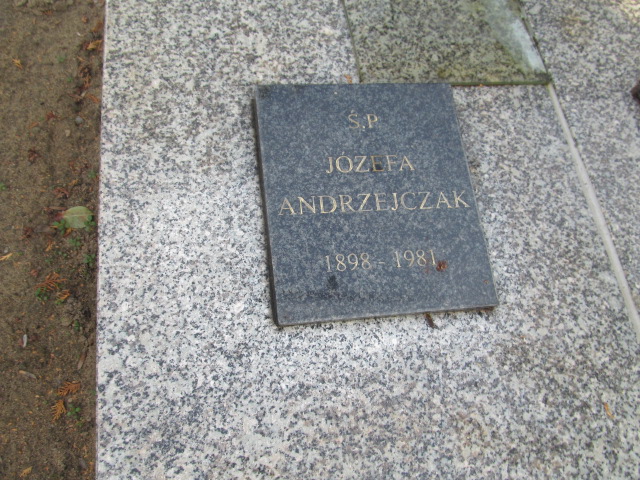 Ś.P
JÓZEFA
ANDRZEJCZAK
1898 - 1981